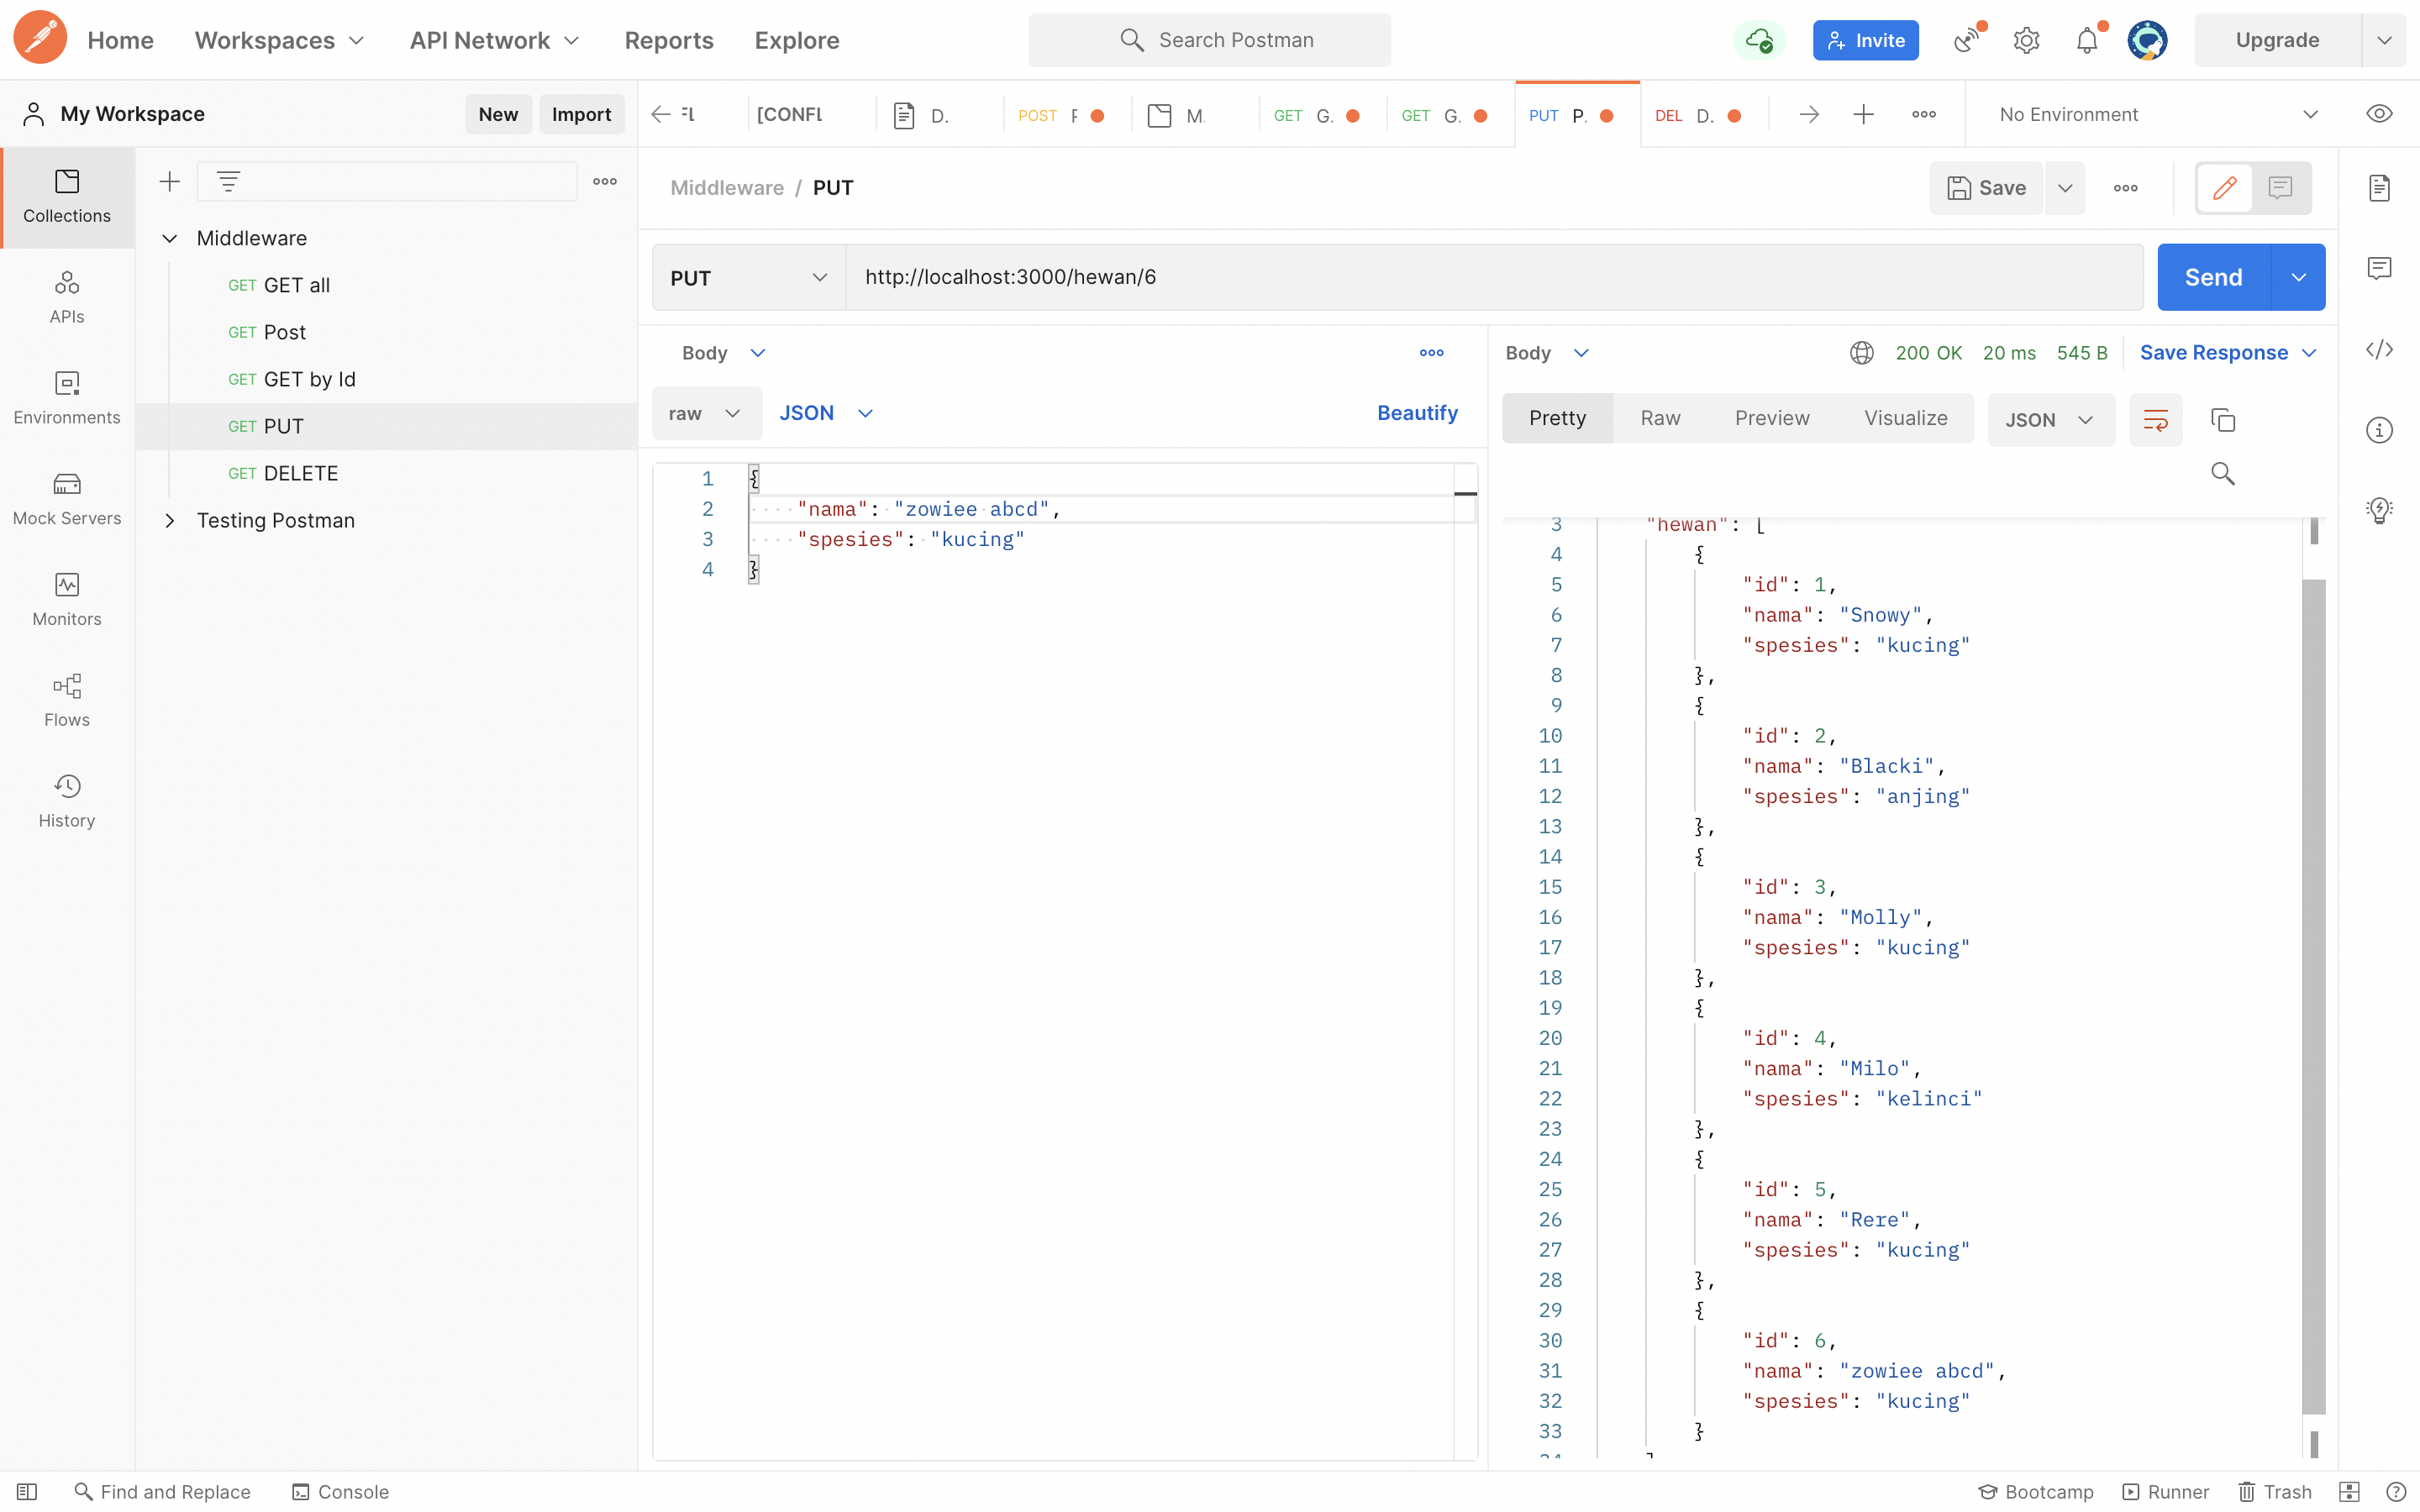 Home Workspaces API Network Reports Explore Search Postman Invite Upgrade
My Workspace New Import
[CONFL D. POST M. GET G. GET G. PUT P. DEL D. No Environment
Collections
APIs
Environments
Mock Servers
Monitors
Flows
History
Middleware
GET GET all
GET Post
GET GET by Id
GET PUT
GET DELETE
Testing Postman
Middleware / PUT
Save
PUT http://localhost:3000/hewan/6 Send
Body
raw JSON Beautify
1 {
2 "nama": "zowiee abcd",
3 "spesies": "kucing"
4 }
Body 200 OK 20 ms 545 B Save Response
Pretty Raw Preview Visualize JSON
3 "hewan": [
4 {
5 "id": 1,
6 "nama": "Snowy",
7 "spesies": "kucing"
8 },
9 {
10 "id": 2,
11 "nama": "Blacki",
12 "spesies": "anjing"
13 },
14 {
15 "id": 3,
16 "nama": "Molly",
17 "spesies": "kucing"
18 },
19 {
20 "id": 4,
21 "nama": "Milo",
22 "spesies": "kelinci"
23 },
24 {
25 "id": 5,
26 "nama": "Rere",
27 "spesies": "kucing"
28 },
29 {
30 "id": 6,
31 "nama": "zowiee abcd",
32 "spesies": "kucing"
33 }
Find and Replace Console Bootcamp Runner Trash